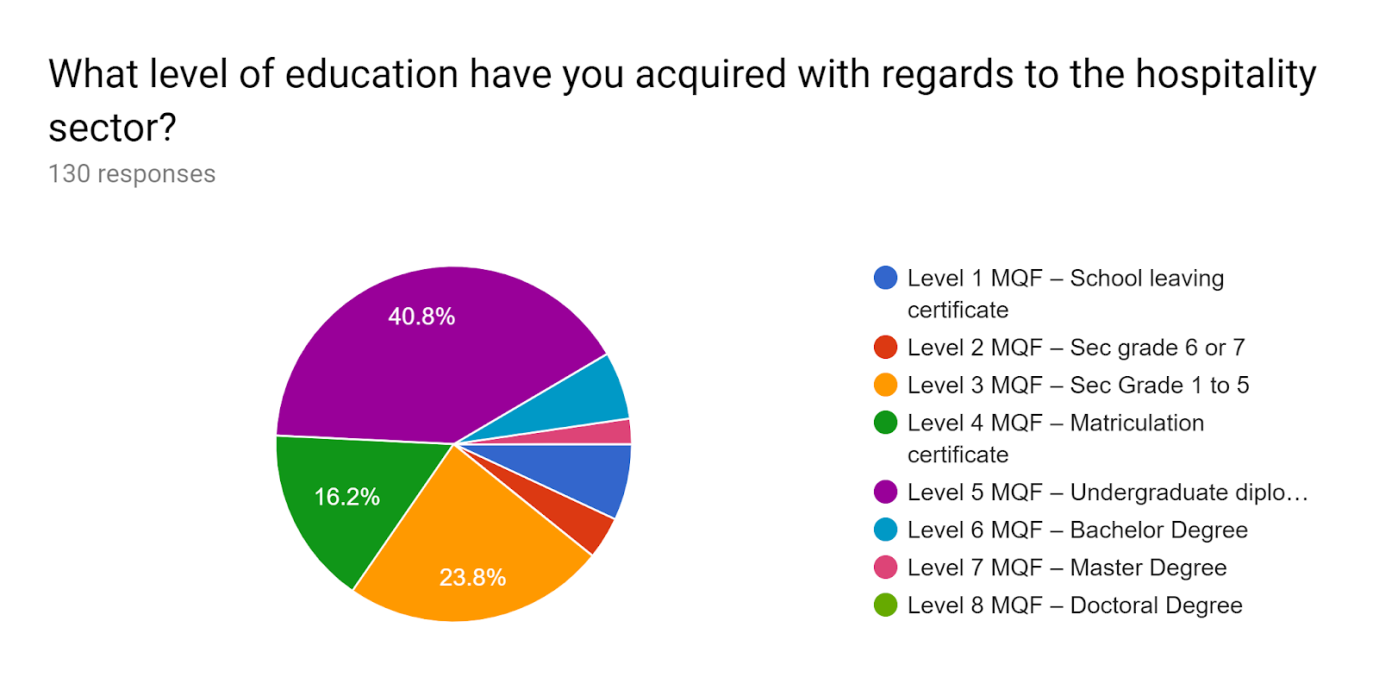 What level of education have you acquired with regards to the hospitality
sector?
130 responses
40.8%
16.2%
23.8%
Level 1 MQF – School leaving
certificate
Level 2 MQF – Sec grade 6 or 7
Level 3 MQF – Sec Grade 1 to 5
Level 4 MQF – Matriculation
certificate
Level 5 MQF – Undergraduate diplo…
Level 6 MQF – Bachelor Degree
Level 7 MQF – Master Degree
Level 8 MQF – Doctoral Degree